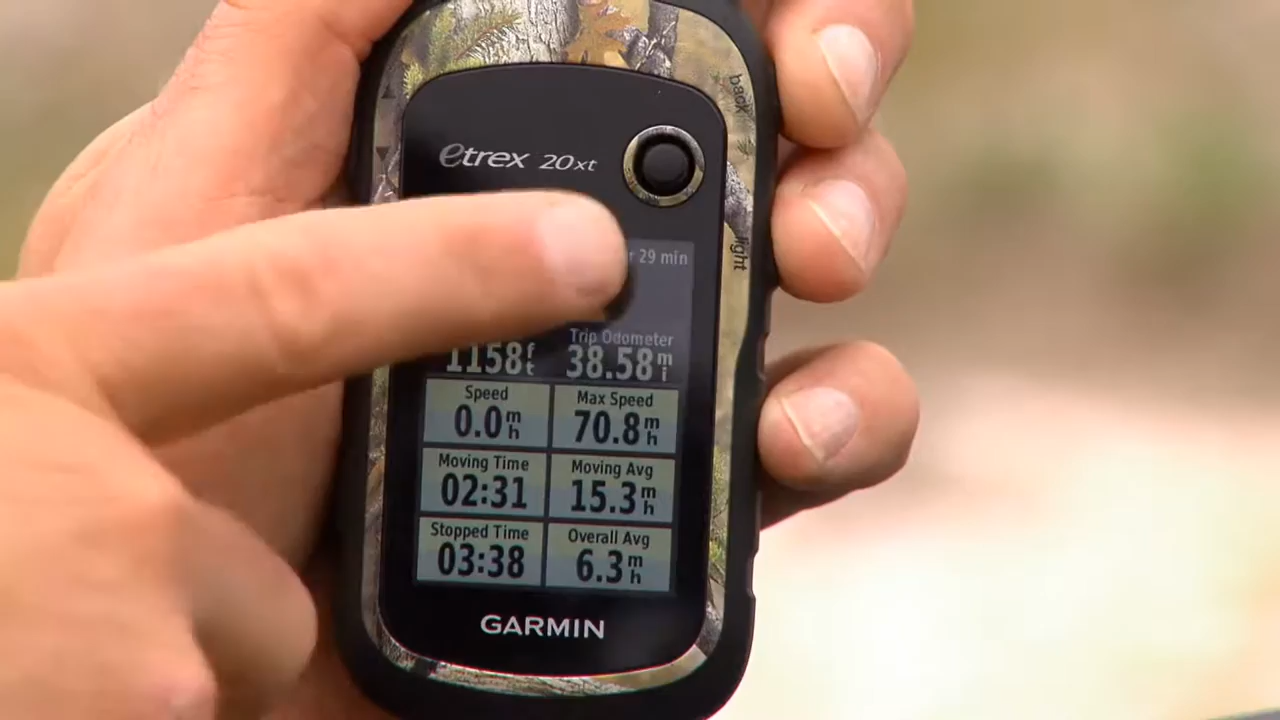 back
etrex 20xt
light
29 min
Trip Odometer
1158ft 38.58mi
Speed Max Speed
0.0mh 70.8mh
Moving Time Moving Avg
02:31 15.3mh
Stopped Time Overall Avg
03:38 6.3mh
GARMIN